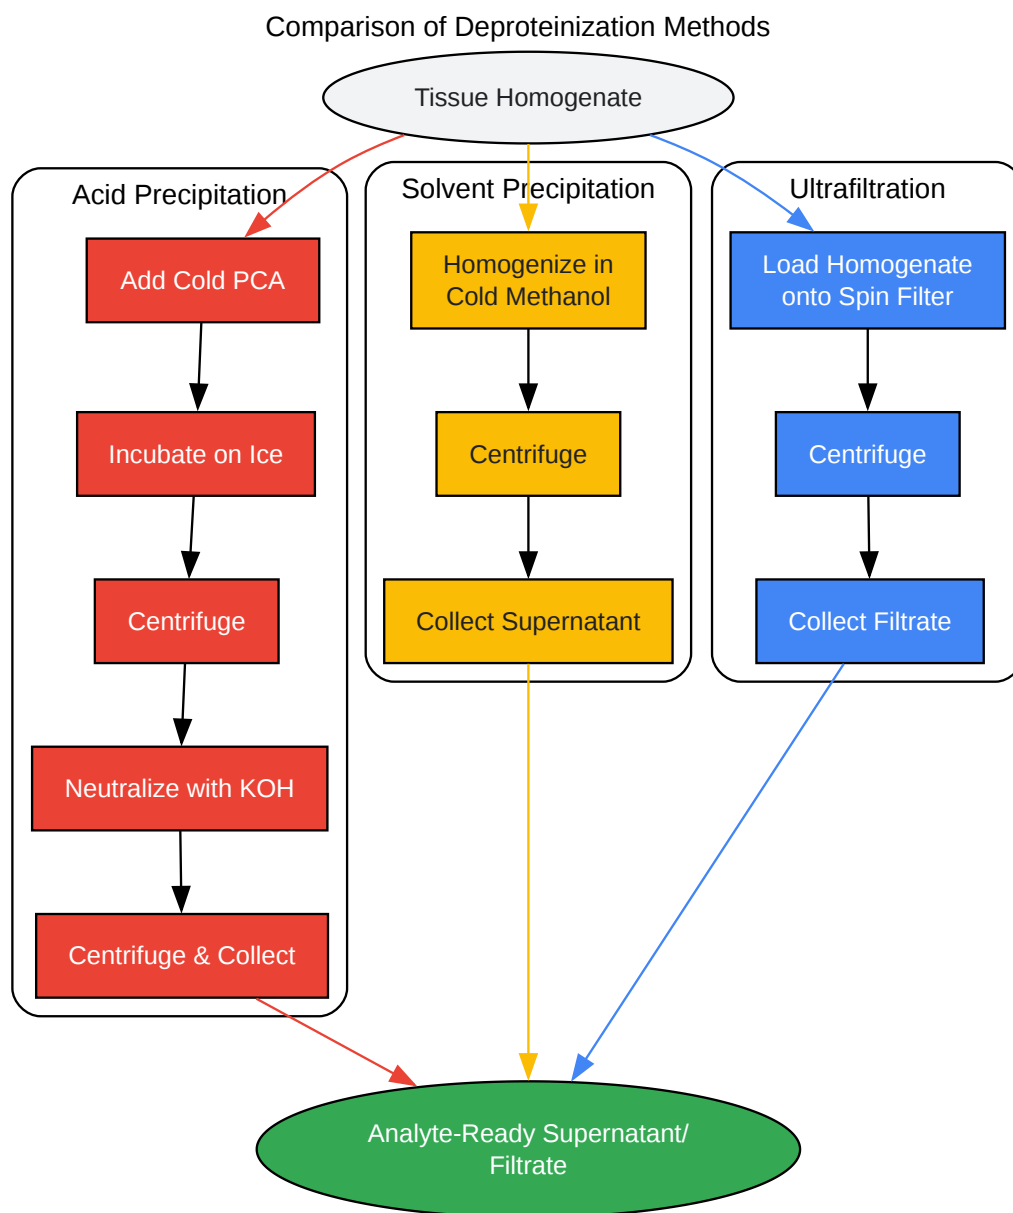 Comparison of Deproteinization Methods
Tissue Homogenate
Acid Precipitation
Add Cold PCA
Incubate on Ice
Centrifuge
Neutralize with KOH
Centrifuge & Collect
Solvent Precipitation
Homogenize in
Cold Methanol
Centrifuge
Collect Supernatant
Ultrafiltration
Load Homogenate
onto Spin Filter
Centrifuge
Collect Filtrate
Analyte-Ready Supernatant/
Filtrate